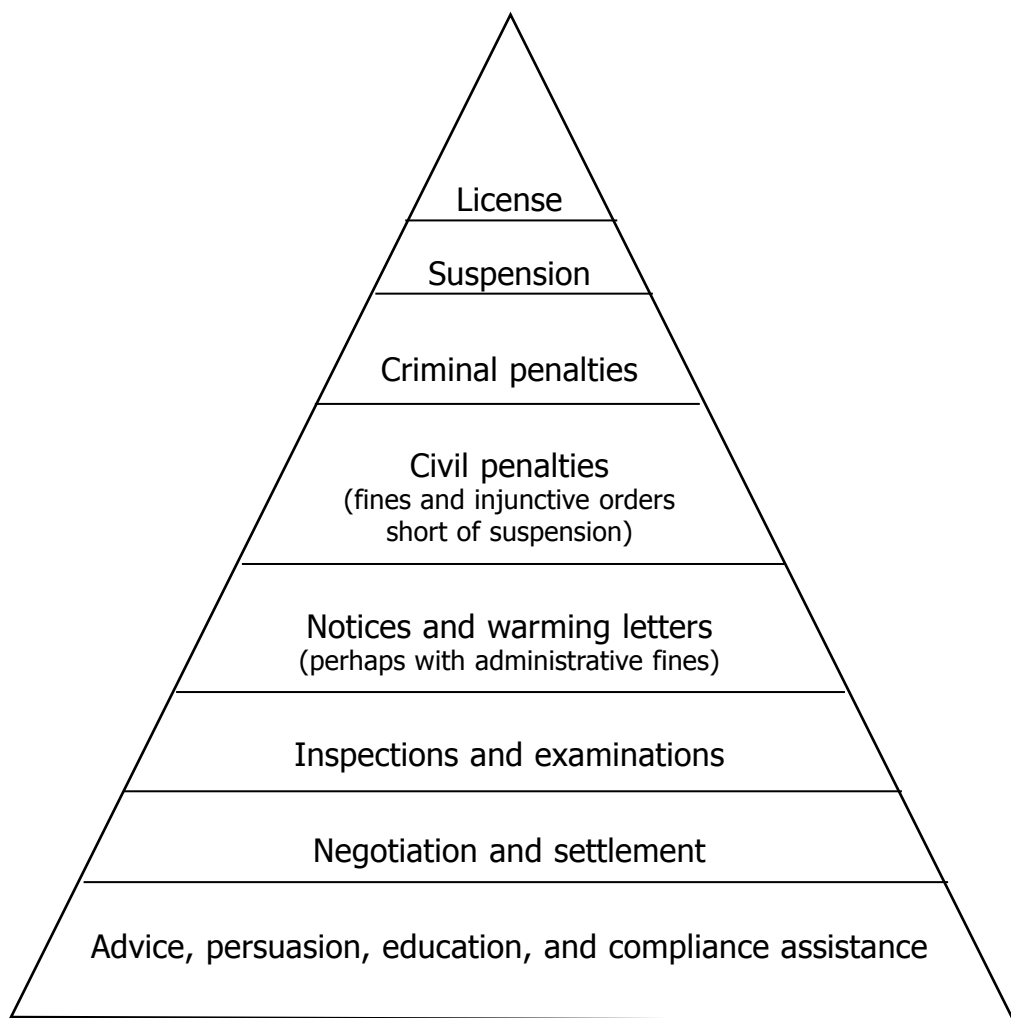 License
Suspension
Criminal penalties
Civil penalties
(fines and injunctive orders
short of suspension)
Notices and warming letters
(perhaps with administrative fines)
Inspections and examinations
Negotiation and settlement
Advice, persuasion, education, and compliance assistance